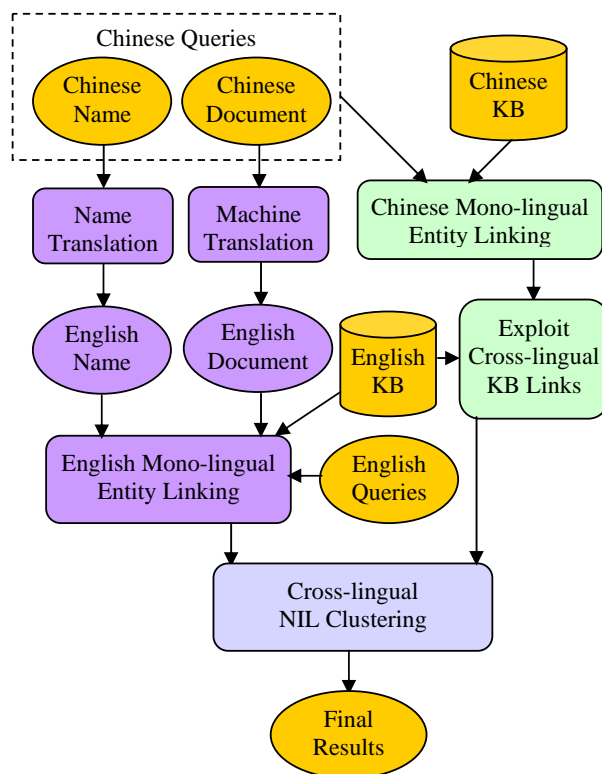 Chinese Queries
Chinese
Name
Chinese
Document
Chinese
KB
Name
Translation
Machine
Translation
Chinese Mono-lingual
Entity Linking
English
Name
English
Document
English
KB
Exploit
Cross-lingual
KB Links
English Mono-lingual
Entity Linking
English
Queries
Cross-lingual
NIL Clustering
Final
Results